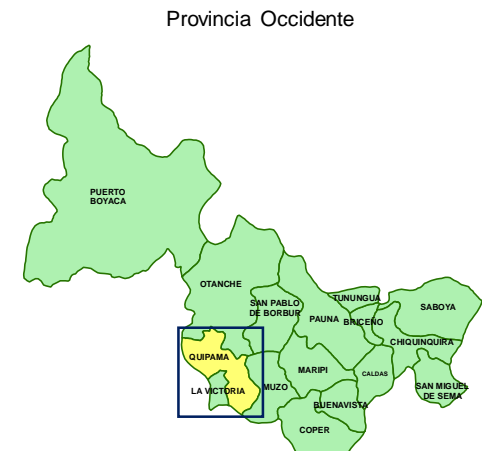 Provincia Occidente
PUERTO
BOYACA
OTANCHE
SAN PABLO
DE BORBUR
TUNUNGUA
SABOYA
PAUNA
BRICEÑO
CHIQUINQUIRA
QUIPAMA
MARIPI
CALDAS
LA VICTORIA
MUZO
SAN MIGUEL
DE SEMA
BUENAVISTA
COPER